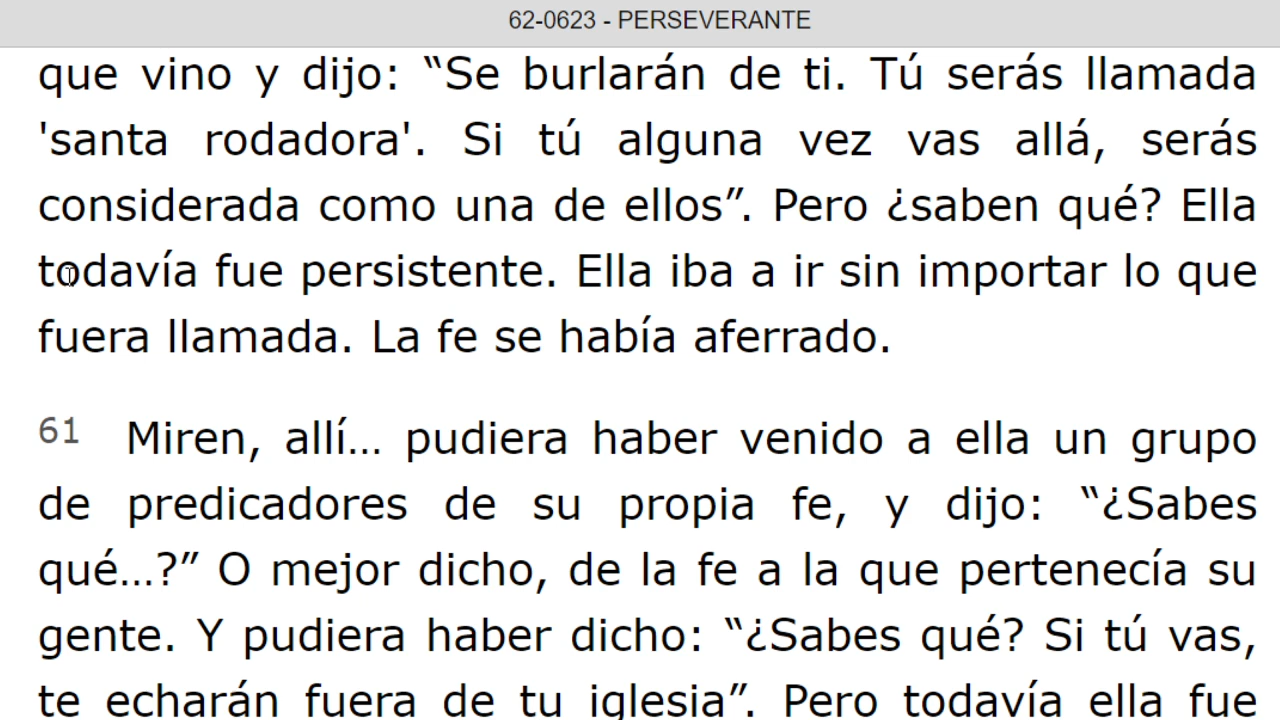 62-0623 - PERSEVERANTE
que vino y dijo: “Se burlarán de ti. Tú serás llamada
'santa rodadora'. Si tú alguna vez vas allá, serás
considerada como una de ellos”. Pero ¿saben qué? Ella
todavía fue persistente. Ella iba a ir sin importar lo que
fuera llamada. La fe se había aferrado.
61 Miren, allí… pudiera haber venido a ella un grupo
de predicadores de su propia fe, y dijo: “¿Sabes
qué…?” O mejor dicho, de la fe a la que pertenecía su
gente. Y pudiera haber dicho: “¿Sabes qué? Si tú vas,
te echarán fuera de tu iglesia”. Pero todavía ella fue